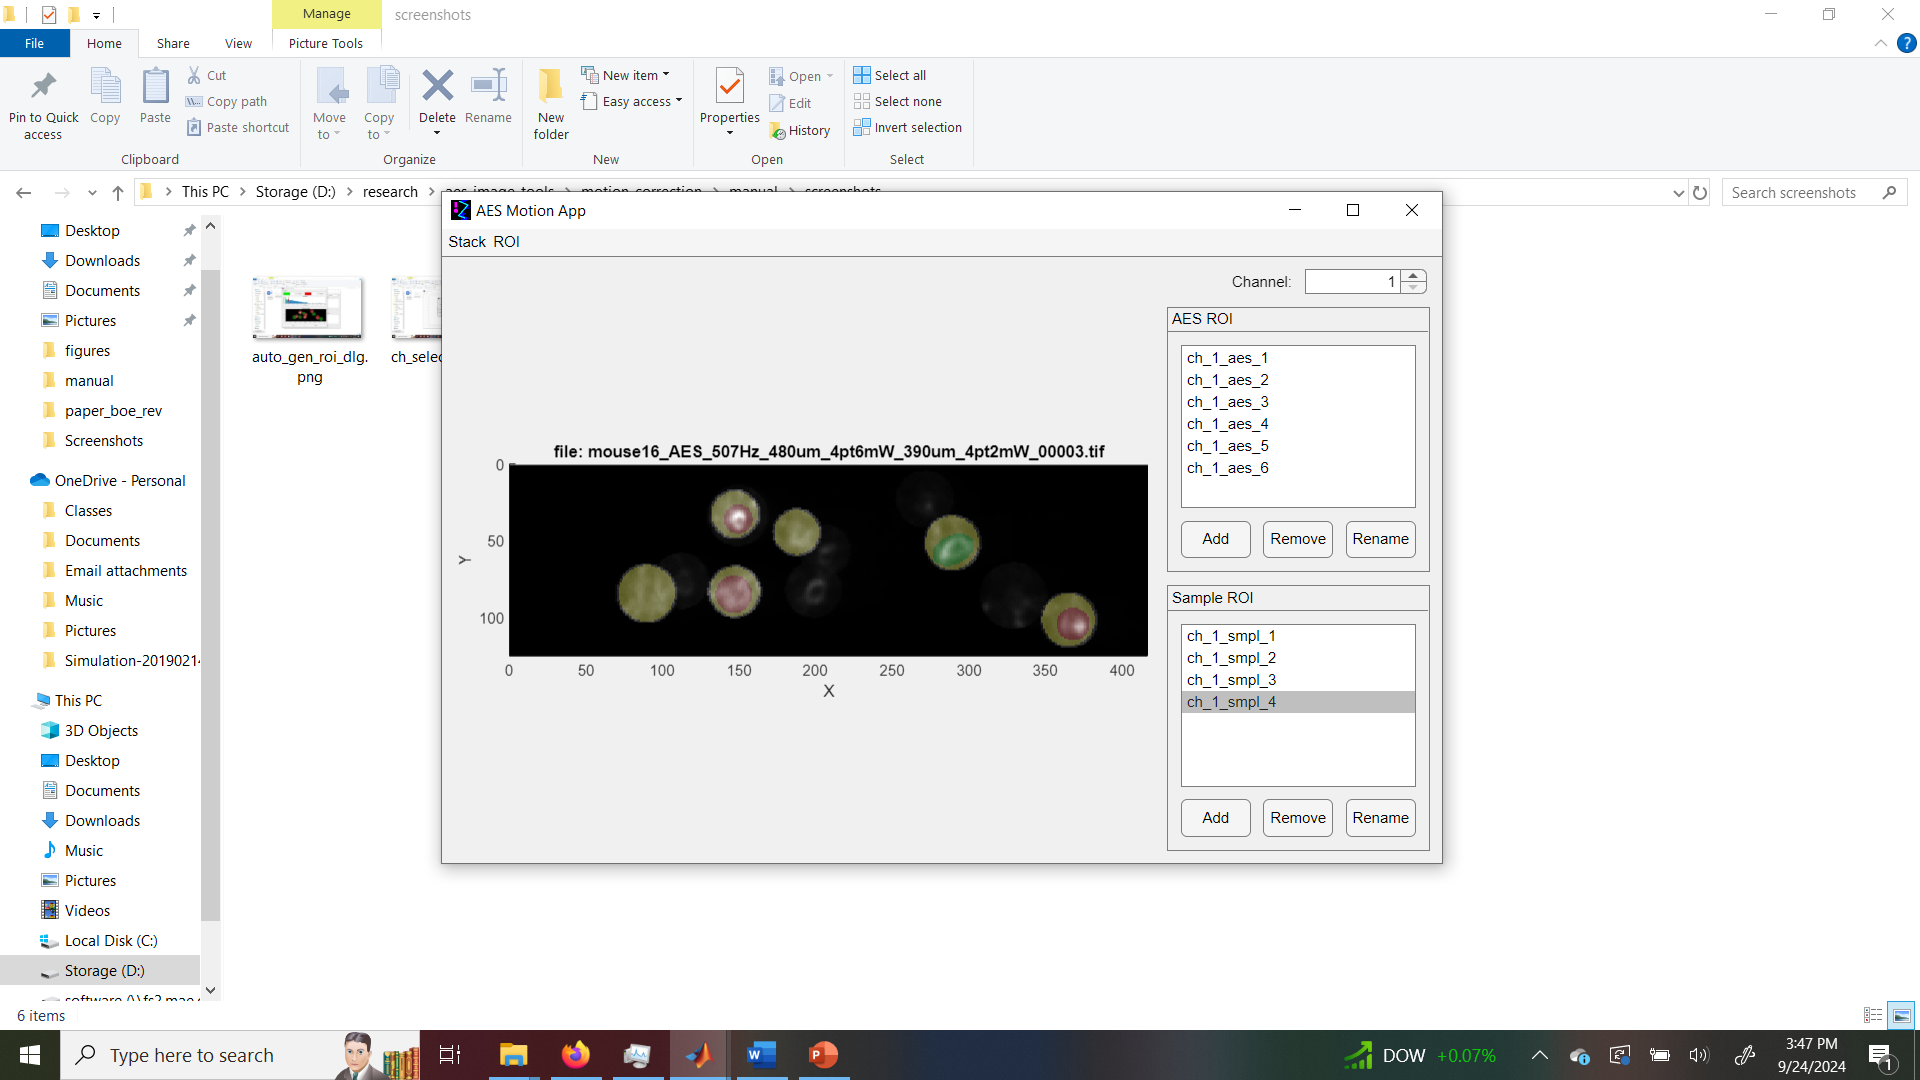 Manage
screenshots
File
Home
Share
View
Picture Tools
Pin to Quick access
Copy
Paste
Cut
Copy path
Paste shortcut
Clipboard
Move to
Copy to
Delete
Rename
Organize
New folder
New item
Easy access
New
Properties
Open
Edit
History
Open
Select all
Select none
Invert selection
Select
This PC
Storage (D:)
research
Search screenshots
Desktop
Downloads
Documents
Pictures
figures
manual
paper_boe_rev
Screenshots
OneDrive - Personal
Classes
Documents
Email attachments
Music
Pictures
Simulation-2019021
This PC
3D Objects
Desktop
Documents
Downloads
Music
Pictures
Videos
Local Disk (C:)
Storage (D:)
6 items
auto_gen_roi_dlg.
png
ch_selec
AES Motion App
Stack ROI
Channel: 1
AES ROI
ch_1_aes_1
ch_1_aes_2
ch_1_aes_3
ch_1_aes_4
ch_1_aes_5
ch_1_aes_6
Add Remove Rename
Sample ROI
ch_1_smpl_1
ch_1_smpl_2
ch_1_smpl_3
ch_1_smpl_4
Add Remove Rename
file: mouse16_AES_507Hz_480um_4pt6mW_390um_4pt2mW_00003.tif
0
50
100
Y
0 50 100 150 200 250 300 350 400
X
Type here to search
DOW +0.07%
3:47 PM
9/24/2024
1